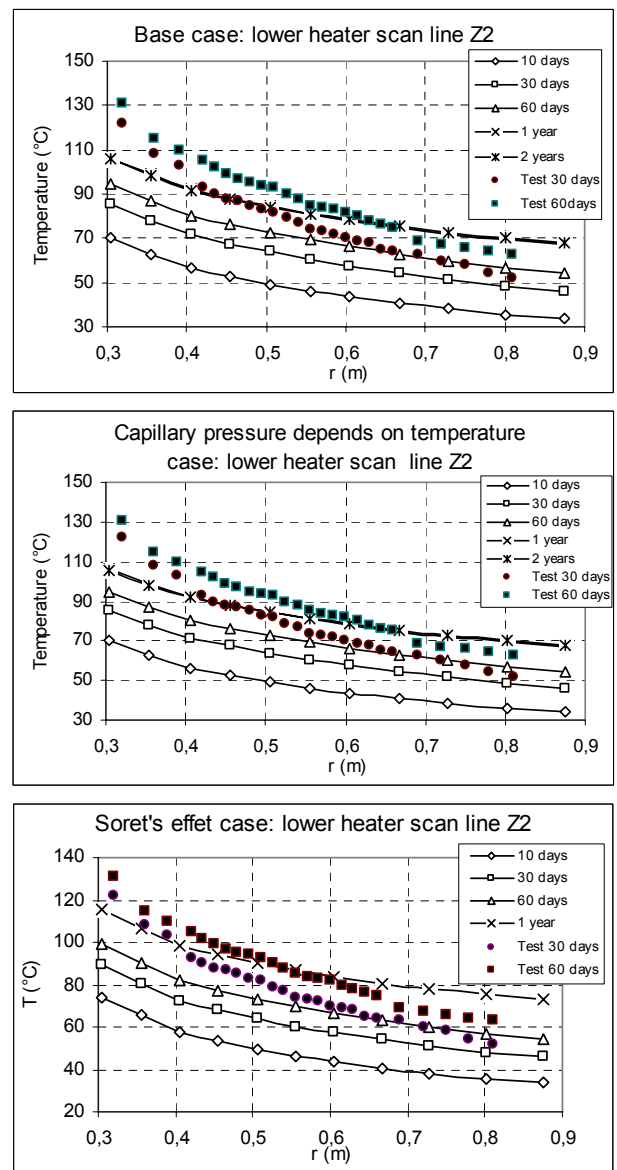 Base case: lower heater scan line Z2
150
130
110
90
70
50
30
Temperature (°C)
0,3 0,4 0,5 0,6 0,7 0,8 0,9
r (m)
10 days
30 days
60 days
1 year
2 years
Test 30 days
Test 60days
Capillary pressure depends on temperature
case: lower heater scan line Z2
150
130
110
90
70
50
30
Temperature (°C)
0,3 0,4 0,5 0,6 0,7 0,8 0,9
r (m)
10 days
30 days
60 days
1 year
2 years
Test 30 days
Test 60 days
Soret's effet case: lower heater scan line Z2
140
120
100
80
60
40
20
T (°C)
0,3 0,4 0,5 0,6 0,7 0,8 0,9
r (m)
10 days
30 days
60 days
1 year
Test 30 days
Test 60 days